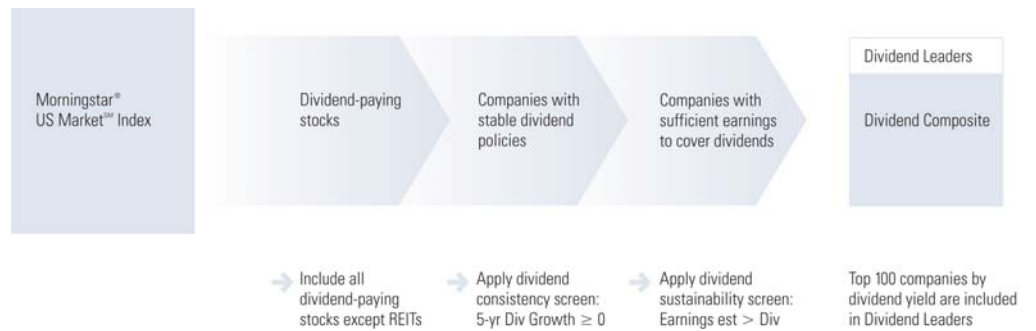 Morningstar®
US Market℠ Index
Dividend-paying
stocks
Companies with
stable dividend
policies
Companies with
sufficient earnings
to cover dividends
Dividend Leaders
Dividend Composite
Include all
dividend-paying
stocks except REITs
Apply dividend
consistency screen:
5-yr Div Growth ≥ 0
Apply dividend
sustainability screen:
Earnings est > Div
Top 100 companies by
dividend yield are included
in Dividend Leaders